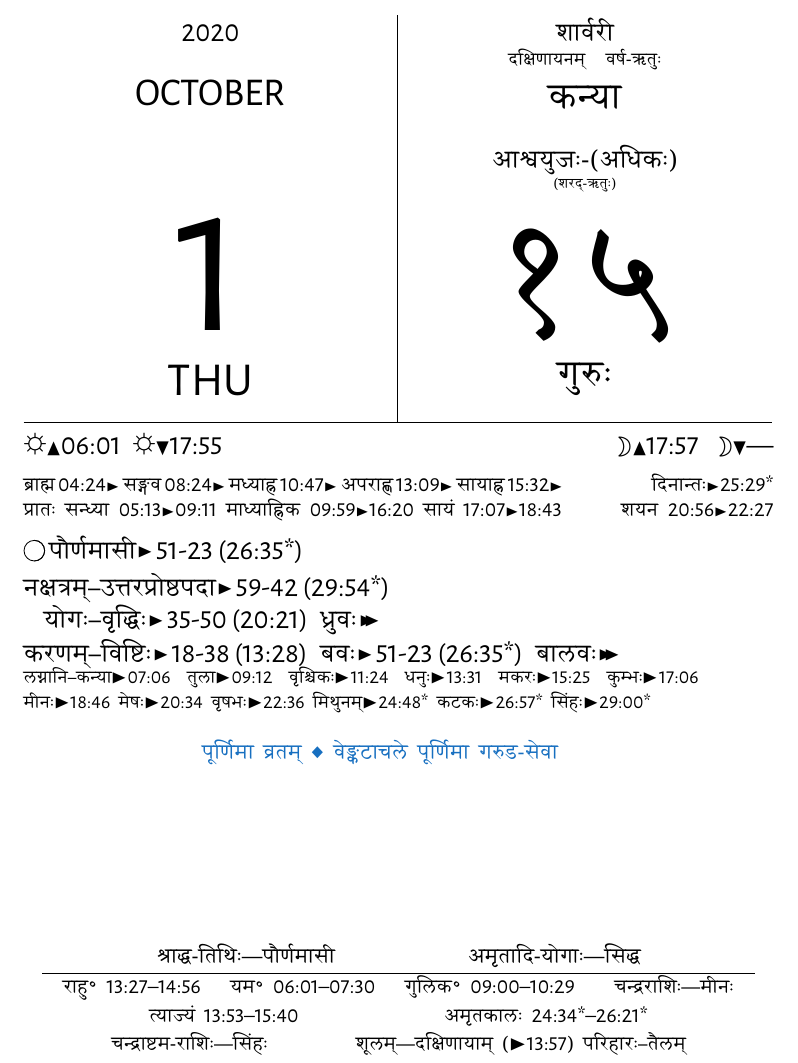 2020
OCTOBER
1
THU
शार्वरी
दक्षिणायनम् वर्ष-ऋतुः
कन्या
आश्वयुजः-(अधिकः)
(शरद्-ऋतुः)
१५
गुरुः
☼▲06:01 ☼▼17:55 ☽▲17:57 ☽▼—
ब्राह्म 04:24► सङ्गव 08:24► मध्याह्न 10:47► अपराह्ण 13:09► सायाह्न 15:32► दिनान्तः►25:29*
प्रातः सन्ध्या 05:13►09:11 माध्याह्निक 09:59►16:20 सायं 17:07►18:43 शयन 20:56►22:27
○पौर्णमासी►51-23 (26:35*)
नक्षत्रम्–उत्तरप्रोष्ठपदा►59-42 (29:54*)
योगः–वृद्धिः►35-50 (20:21) ध्रुवः►►
करणम्–विष्टिः►18-38 (13:28) बवः►51-23 (26:35*) बालवः►►
लग्नानि–कन्या►07:06 तुला►09:12 वृश्चिकः►11:24 धनुः►13:31 मकरः►15:25 कुम्भः►17:06
मीनः►18:46 मेषः►20:34 वृषभः►22:36 मिथुनम्►24:48* कटकः►26:57* सिंहः►29:00*
पूर्णिमा व्रतम् ◆ वेङ्कटाचले पूर्णिमा गरुड-सेवा
श्राद्ध-तिथिः—पौर्णमासी अमृतादि-योगाः—सिद्ध
राहु° 13:27–14:56 यम° 06:01–07:30 गुलिक° 09:00–10:29 चन्द्रराशिः—मीनः
त्याज्यं 13:53–15:40 अमृतकालः 24:34*–26:21*
चन्द्राष्टम-राशिः—सिंहः शूलम्—दक्षिणायाम् (►13:57) परिहारः–तैलम्